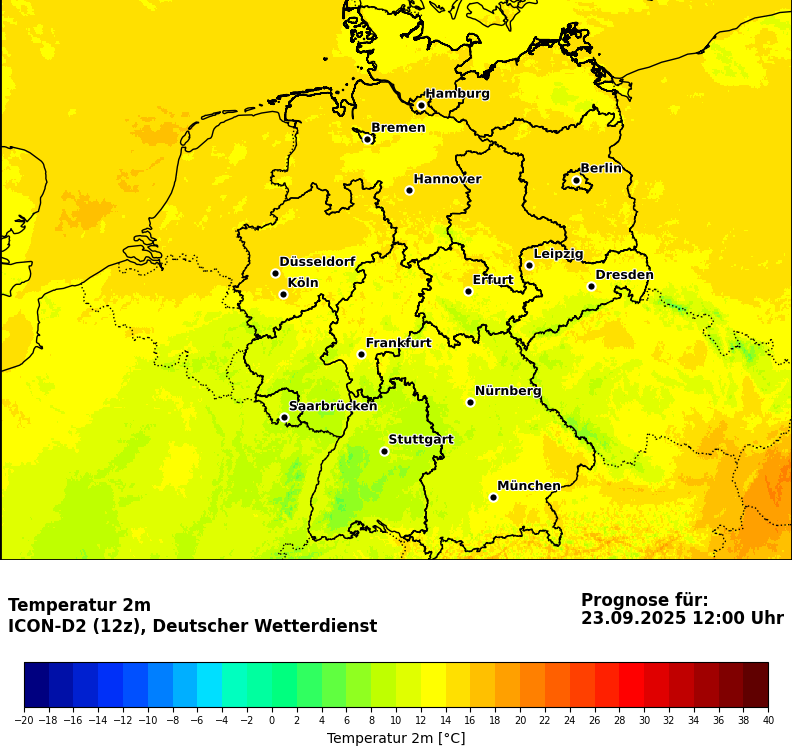 Hamburg
Bremen
Berlin
Hannover
Leipzig
Düsseldorf
Dresden
Köln
Erfurt
Frankfurt
Nürnberg
Saarbrücken
Stuttgart
München
Temperatur 2m
ICON-D2 (12z), Deutscher Wetterdienst
Prognose für:
23.09.2025 12:00 Uhr
−20 −18 −16 −14 −12 −10 −8 −6 −4 −2 0 2 4 6 8 10 12 14 16 18 20 22 24 26 28 30 32 34 36 38 40
Temperatur 2m [°C]